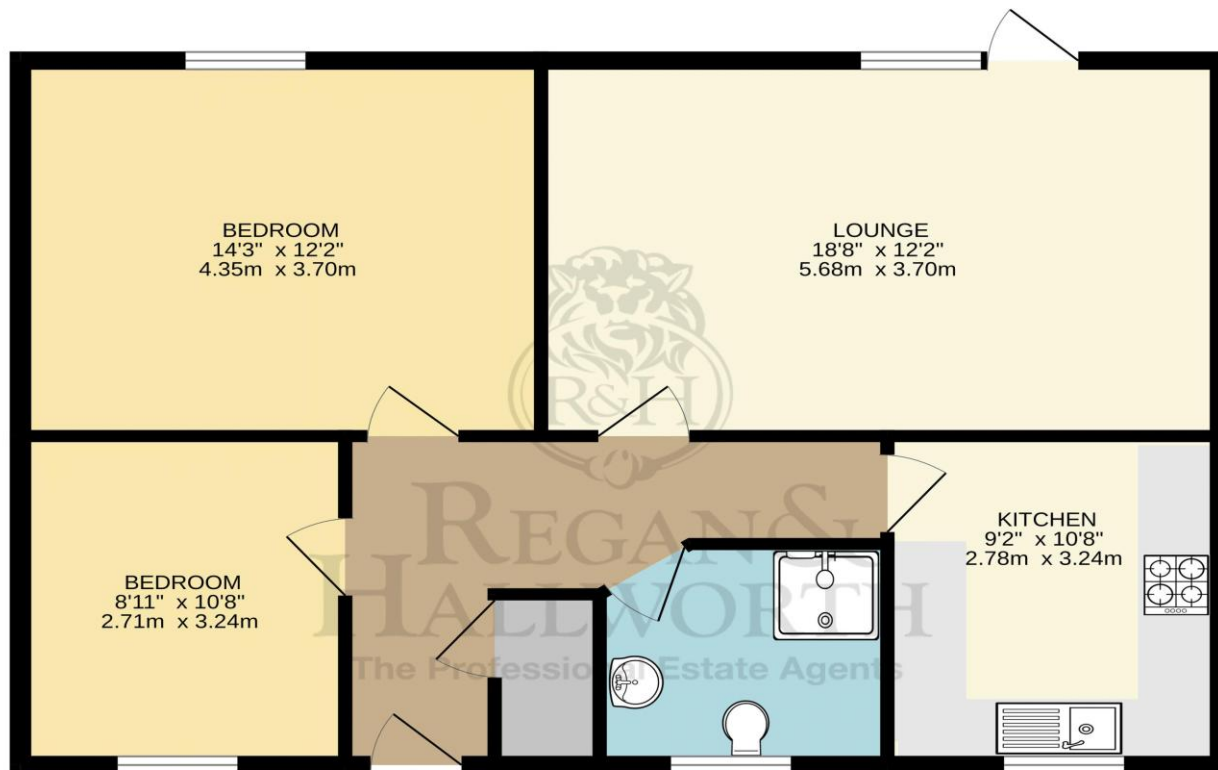 BEDROOM
14'3" x 12'2"
4.35m x 3.70m
LOUNGE
18'8" x 12'2"
5.68m x 3.70m
R&H
REGAN &
HALLWORTH
The Professional Estate Agents
BEDROOM
8'11" x 10'8"
2.71m x 3.24m
KITCHEN
9'2" x 10'8"
2.78m x 3.24m